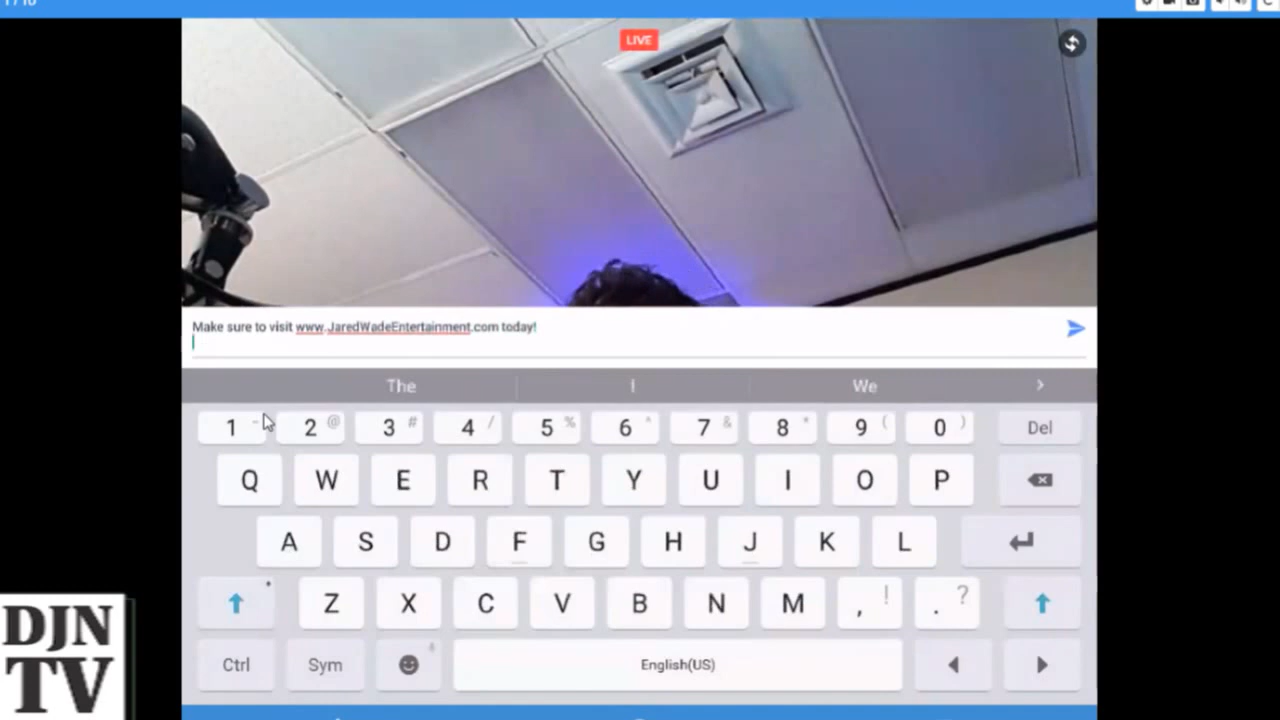 LIVE
Make sure to visit www.JaredWadeEntertainment.com today!
The I We >
1 - 2 @ 3 # 4 / 5 % 6 ^ 7 & 8 * 9 ( 0 ) Del
Q W E R T Y U I O P
A S D F G H J K L
Z X C V B N M , ! . ?
Ctrl Sym English(US)
DJN
TV